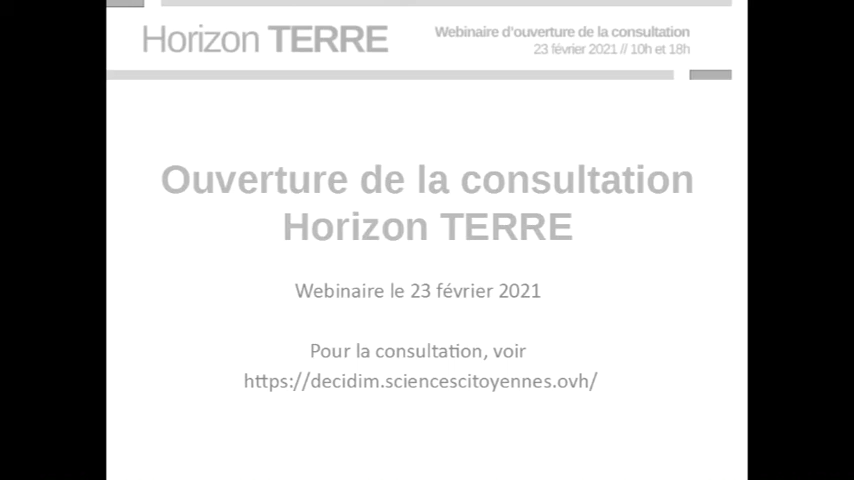 Horizon TERRE
Webinaire d'ouverture de la consultation
23 février 2021 // 10h et 18h
Ouverture de la consultation
Horizon TERRE
Webinaire le 23 février 2021
Pour la consultation, voir
https://decidim.sciencescitoyennes.ovh/